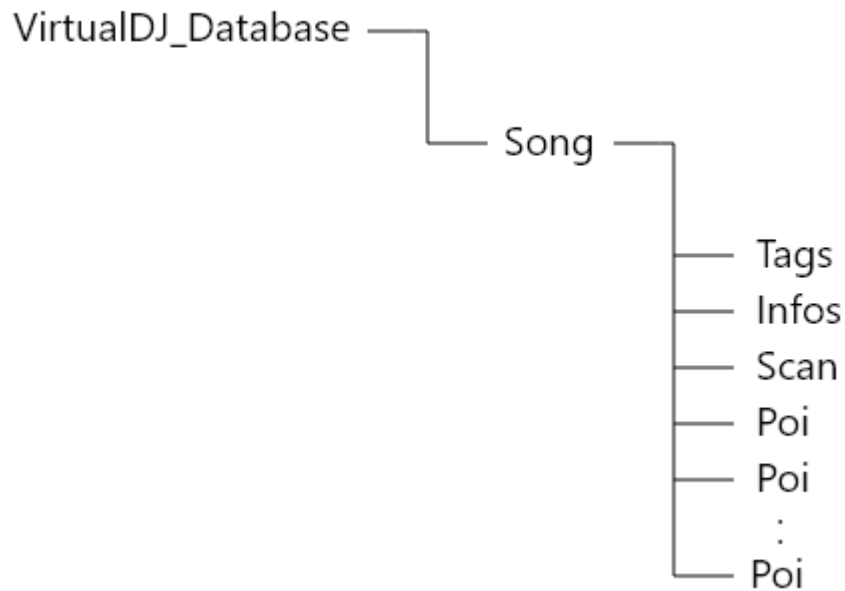 VirtualDJ_Database
Song
Tags
Infos
Scan
Poi
Poi
:
Poi